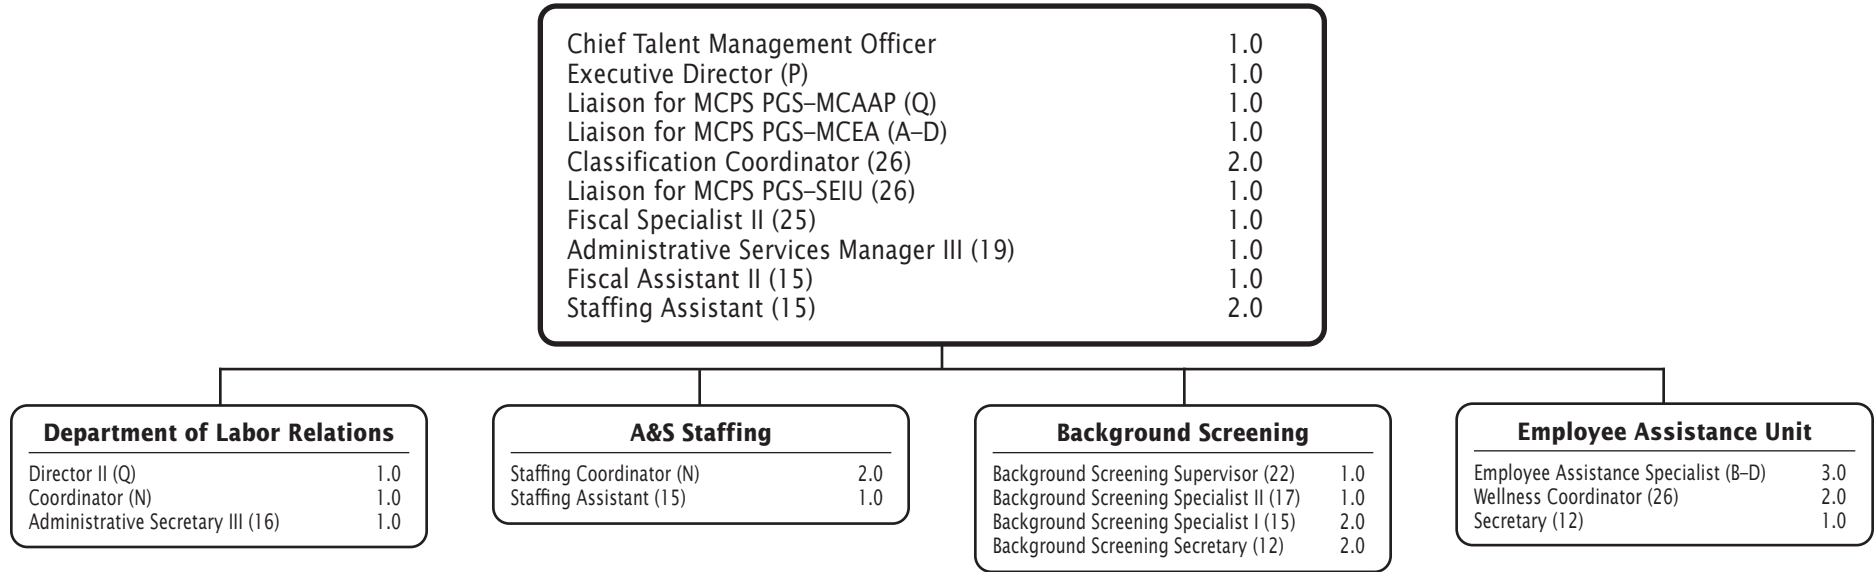 Chief Talent Management Officer 1.0
Executive Director (P) 1.0
Liaison for MCPS PGS–MCAAP (Q) 1.0
Liaison for MCPS PGS–MCEA (A–D) 1.0
Classification Coordinator (26) 2.0
Liaison for MCPS PGS–SEIU (26) 1.0
Fiscal Specialist II (25) 1.0
Administrative Services Manager III (19) 1.0
Fiscal Assistant II (15) 1.0
Staffing Assistant (15) 2.0
Department of Labor Relations
Director II (Q) 1.0
Coordinator (N) 1.0
Administrative Secretary III (16) 1.0
A&S Staffing
Staffing Coordinator (N) 2.0
Staffing Assistant (15) 1.0
Background Screening
Background Screening Supervisor (22) 1.0
Background Screening Specialist II (17) 1.0
Background Screening Specialist I (15) 2.0
Background Screening Secretary (12) 2.0
Employee Assistance Unit
Employee Assistance Specialist (B–D) 3.0
Wellness Coordinator (26) 2.0
Secretary (12) 1.0